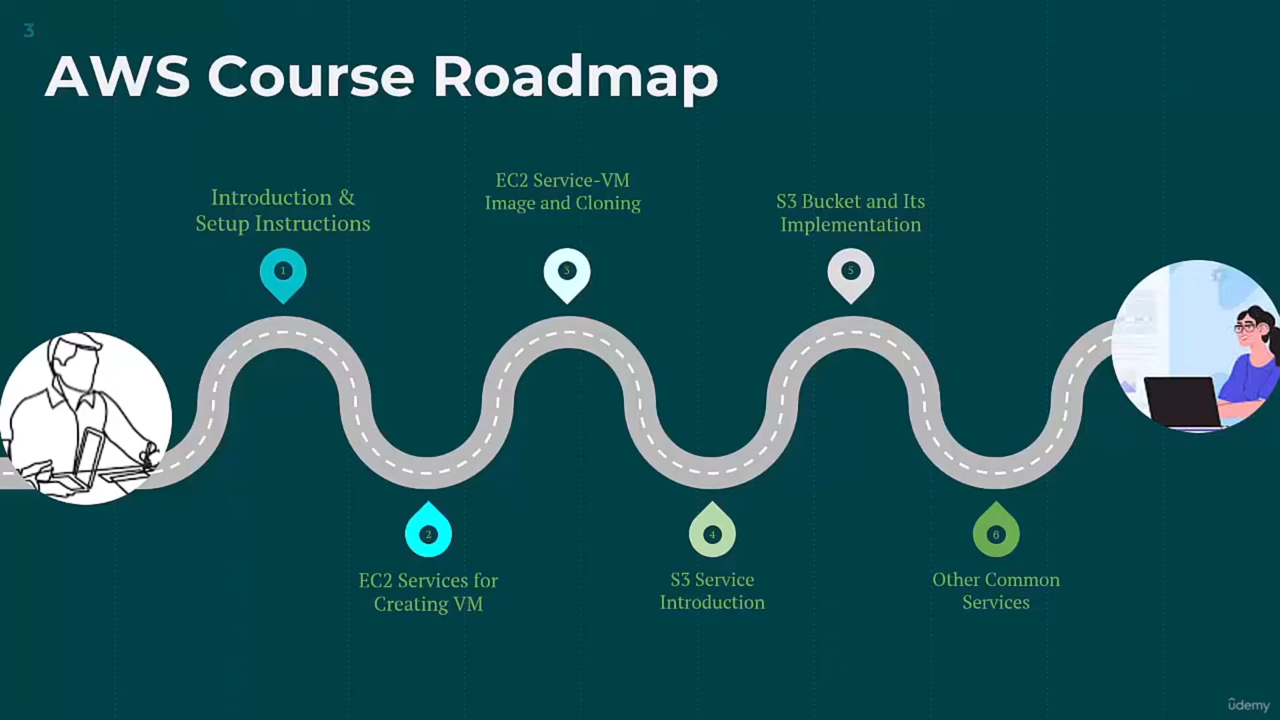 3
AWS Course Roadmap
Introduction &
Setup Instructions
1
EC2 Services for
Creating VM
2
EC2 Service-VM
Image and Cloning
3
S3 Service
Introduction
4
S3 Bucket and Its
Implementation
5
Other Common
Services
6
ûdemy